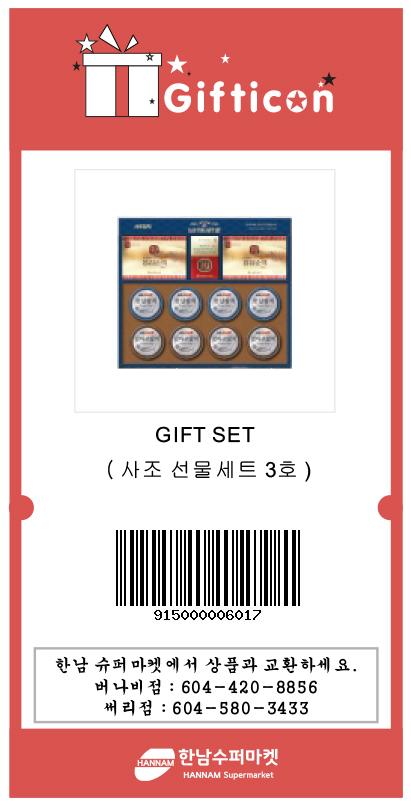 Gifticon
GIFT SET
( 사조 선물세트 3호 )
915000006017
한남 슈퍼마켓에서 상품과 교환하세요.
버나비점 : 604-420-8856
써리점 : 604-580-3433
HANNAM 한남수퍼마켓
HANNAM Supermarket